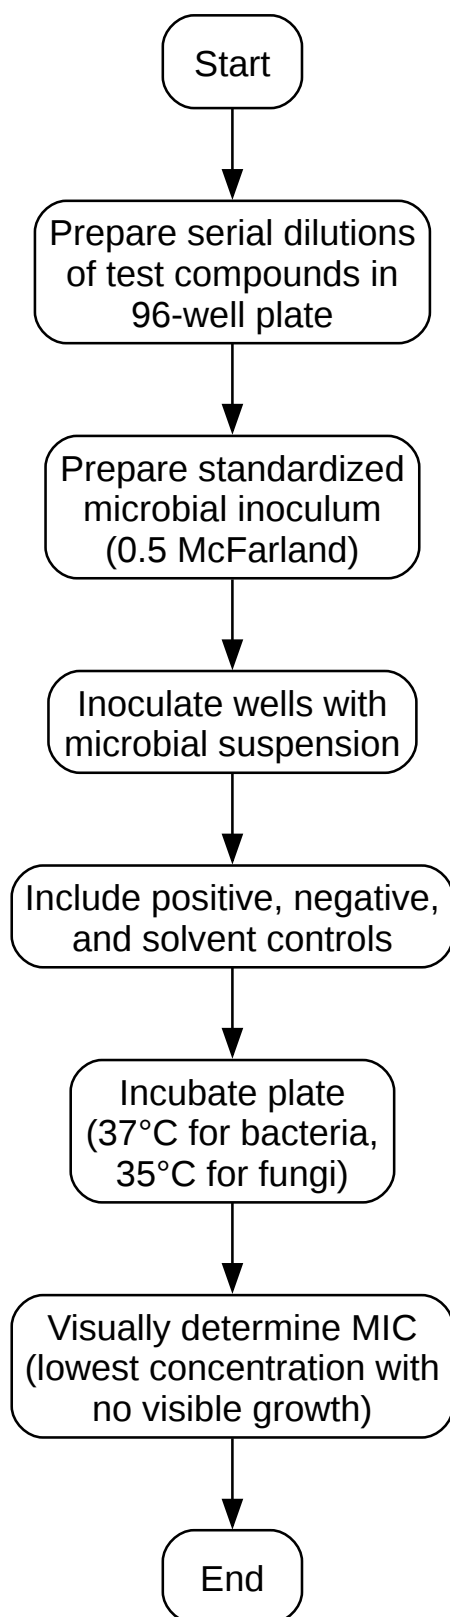 Start
Prepare serial dilutions
of test compounds in
96-well plate
Prepare standardized
microbial inoculum
(0.5 McFarland)
Inoculate wells with
microbial suspension
Include positive, negative,
and solvent controls
Incubate plate
(37°C for bacteria,
35°C for fungi)
Visually determine MIC
(lowest concentration with
no visible growth)
End